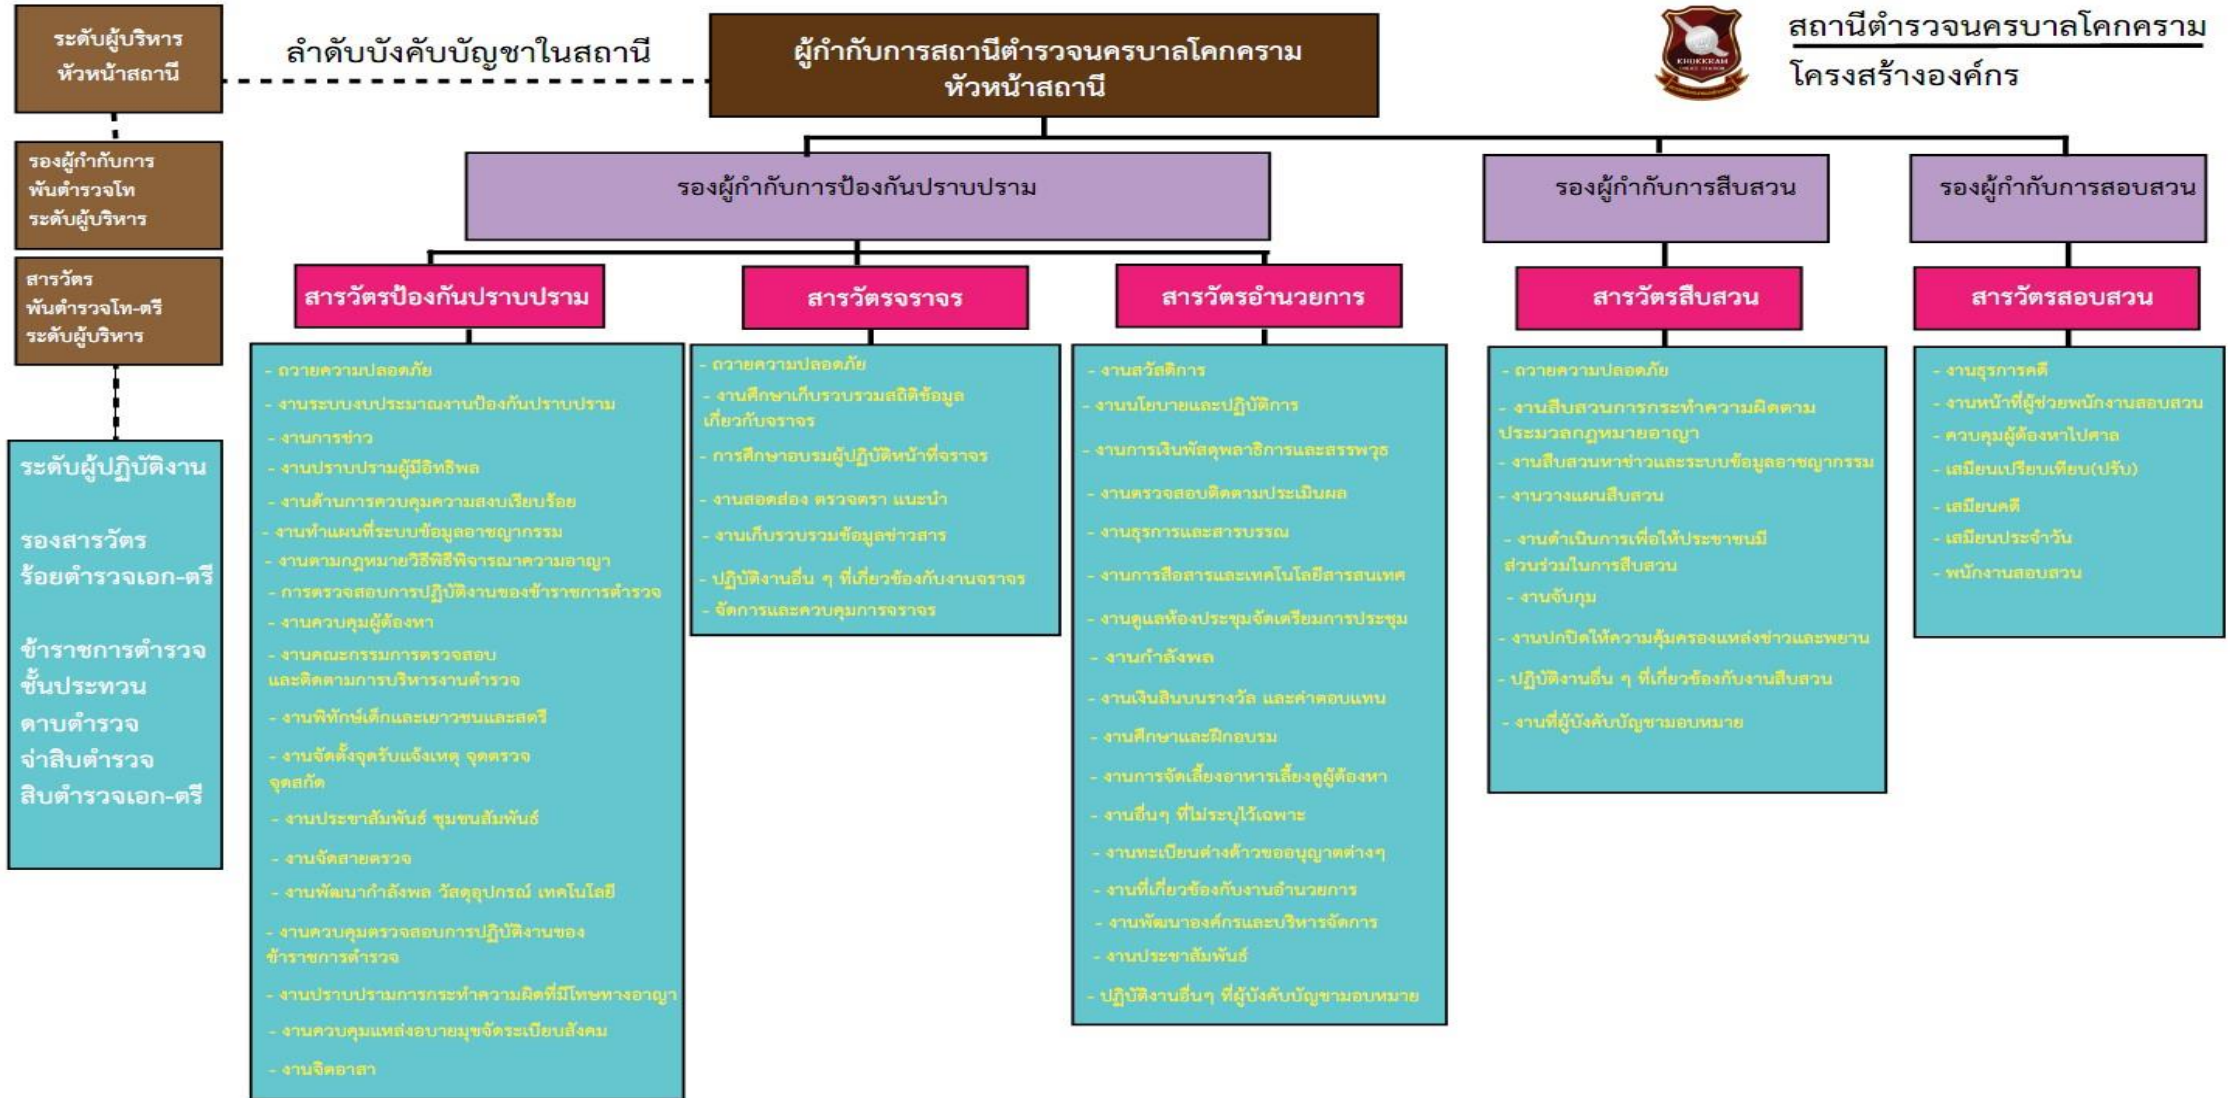 ระดับผู้บริหาร
หัวหน้าสถานี
ลำดับบังคับบัญชาในสถานี
ผู้กำกับการสถานีตำรวจนครบาลโคกคราม
หัวหน้าสถานี
KHUKKHAM
สถานีตำรวจนครบาลโคกคราม
โครงสร้างองค์กร
รองผู้กำกับการ
พันตำรวจโท
ระดับผู้บริหาร
สารวัตร
พันตำรวจโท-ตรี
ระดับผู้บริหาร
ระดับผู้ปฏิบัติงาน
รองสารวัตร
ร้อยตำรวจเอก-ตรี
ข้าราชการตำรวจ
ชั้นประทวน
ดาบตำรวจ
จ่าสิบตำรวจ
สิบตำรวจเอก-ตรี
รองผู้กำกับการป้องกันปราบปราม
รองผู้กำกับการสืบสวน
รองผู้กำกับการสอบสวน
สารวัตรป้องกันปราบปราม
- ถวายความปลอดภัย
- งานระบบงบประมาณงานป้องกันปราบปราม
- งานการข่าว
- งานปราบปรามผู้มีอิทธิพล
- งานด้านการควบคุมความสงบเรียบร้อย
- งานทำแผนที่ระบบข้อมูลอาชญากรรม
- งานตามกฎหมายวิธีพิธีพิจารณาความอาญา
- การตรวจสอบการปฏิบัติงานของข้าราชการตำรวจ
- งานควบคุมผู้ต้องหา
- งานคณะกรรมการตรวจสอบ
และติดตามการบริหารงานตำรวจ
- งานพิทักษ์เด็กและเยาวชนและสตรี
- งานจัดตั้งจุดรับแจ้งเหตุ จุดตรวจ
จุดสกัด
- งานประชาสัมพันธ์ ชุมชนสัมพันธ์
- งานจัดสายตรวจ
- งานพัฒนากำลังพล วัสดุอุปกรณ์ เทคโนโลยี
- งานควบคุมตรวจสอบการปฏิบัติงานของ
ข้าราชการตำรวจ
- งานปราบปรามการกระทำความผิดที่มีโทษทางอาญา
- งานควบคุมแหล่งอบายมุขจัดระเบียบสังคม
- งานจิตอาสา
สารวัตรจราจร
- ถวายความปลอดภัย
- งานศึกษาเก็บรวบรวมสถิติข้อมูล
เกี่ยวกับจราจร
- การศึกษาอบรมผู้ปฏิบัติหน้าที่จราจร
- งานสอดส่อง ตรวจตรา แนะนำ
- งานเก็บรวบรวมข้อมูลข่าวสาร
- ปฏิบัติงานอื่น ๆ ที่เกี่ยวข้องกับงานจราจร
- จัดการและควบคุมการจราจร
สารวัตรอำนวยการ
- งานสวัสดิการ
- งานนโยบายและปฏิบัติการ
- งานการเงินพัสดุพลาธิการและสรรพวุธ
- งานตรวจสอบติดตามประเมินผล
- งานธุรการและสารบรรณ
- งานการสื่อสารและเทคโนโลยีสารสนเทศ
- งานดูแลห้องประชุมจัดเตรียมการประชุม
- งานกำลังพล
- งานเงินสินบนรางวัล และค่าตอบแทน
- งานศึกษาและฝึกอบรม
- งานการจัดเลี้ยงอาหารเลี้ยงดูผู้ต้องหา
- งานอื่นๆ ที่ไม่ระบุไว้เฉพาะ
- งานทะเบียนต่างด้าวขออนุญาตต่างๆ
- งานที่เกี่ยวข้องกับงานอำนวยการ
- งานพัฒนาองค์กรและบริหารจัดการ
- งานประชาสัมพันธ์
- ปฏิบัติงานอื่นๆ ที่ผู้บังคับบัญชามอบหมาย
สารวัตรสืบสวน
- ถวายความปลอดภัย
- งานสืบสวนการกระทำความผิดตาม
ประมวลกฎหมายอาญา
- งานสืบสวนหาข่าวและระบบข้อมูลอาชญากรรม
- งานวางแผนสืบสวน
- งานดำเนินการเพื่อให้ประชาชนมี
ส่วนร่วมในการสืบสวน
- งานจับกุม
- งานปกปิดให้ความคุ้มครองแหล่งข่าวและพยาน
- ปฏิบัติงานอื่น ๆ ที่เกี่ยวข้องกับงานสืบสวน
- งานที่ผู้บังคับบัญชามอบหมาย
สารวัตรสอบสวน
- งานธุรการคดี
- งานหน้าที่ผู้ช่วยพนักงานสอบสวน
- ควบคุมผู้ต้องหาไปศาล
- เสมียนเปรียบเทียบ(ปรับ)
- เสมียนคดี
- เสมียนประจำวัน
- พนักงานสอบสวน